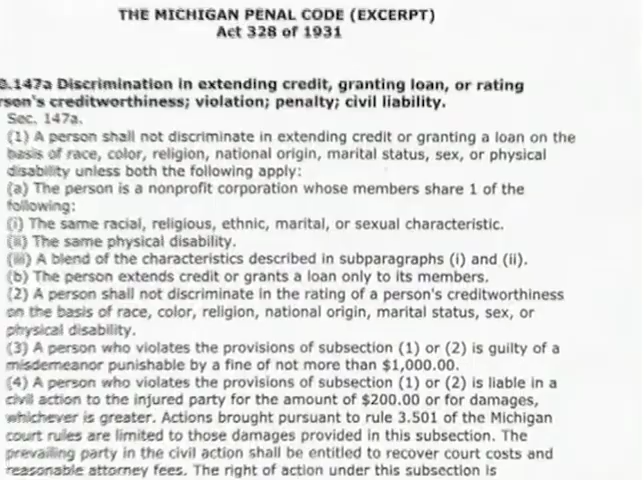 THE MICHIGAN PENAL CODE (EXCERPT)
Act 328 of 1931
.147a Discrimination in extending credit, granting loan, or rating
rson's creditworthiness; violation; penalty; civil liability.
Sec. 147a.
(1) A person shall not discriminate in extending credit or granting a loan on the
basis of race, color, religion, national origin, marital status, sex, or physical
disability unless both the following apply:
(a) The person is a nonprofit corporation whose members share 1 of the
following:
(i) The same racial, religious, ethnic, marital, or sexual characteristic.
(ii) The same physical disability.
(iii) A blend of the characteristics described in subparagraphs (i) and (ii).
(b) The person extends credit or grants a loan only to its members.
(2) A person shall not discriminate in the rating of a person's creditworthiness
on the basis of race, color, religion, national origin, marital status, sex, or
physical disability.
(3) A person who violates the provisions of subsection (1) or (2) is guilty of a
misdemeanor punishable by a fine of not more than $1,000.00.
(4) A person who violates the provisions of subsection (1) or (2) is liable in a
civil action to the injured party for the amount of $200.00 or for damages,
whichever is greater. Actions brought pursuant to rule 3.501 of the Michigan
court rules are limited to those damages provided in this subsection. The
prevailing party in the civil action shall be entitled to recover court costs and
reasonable attorney fees. The right of action under this subsection is